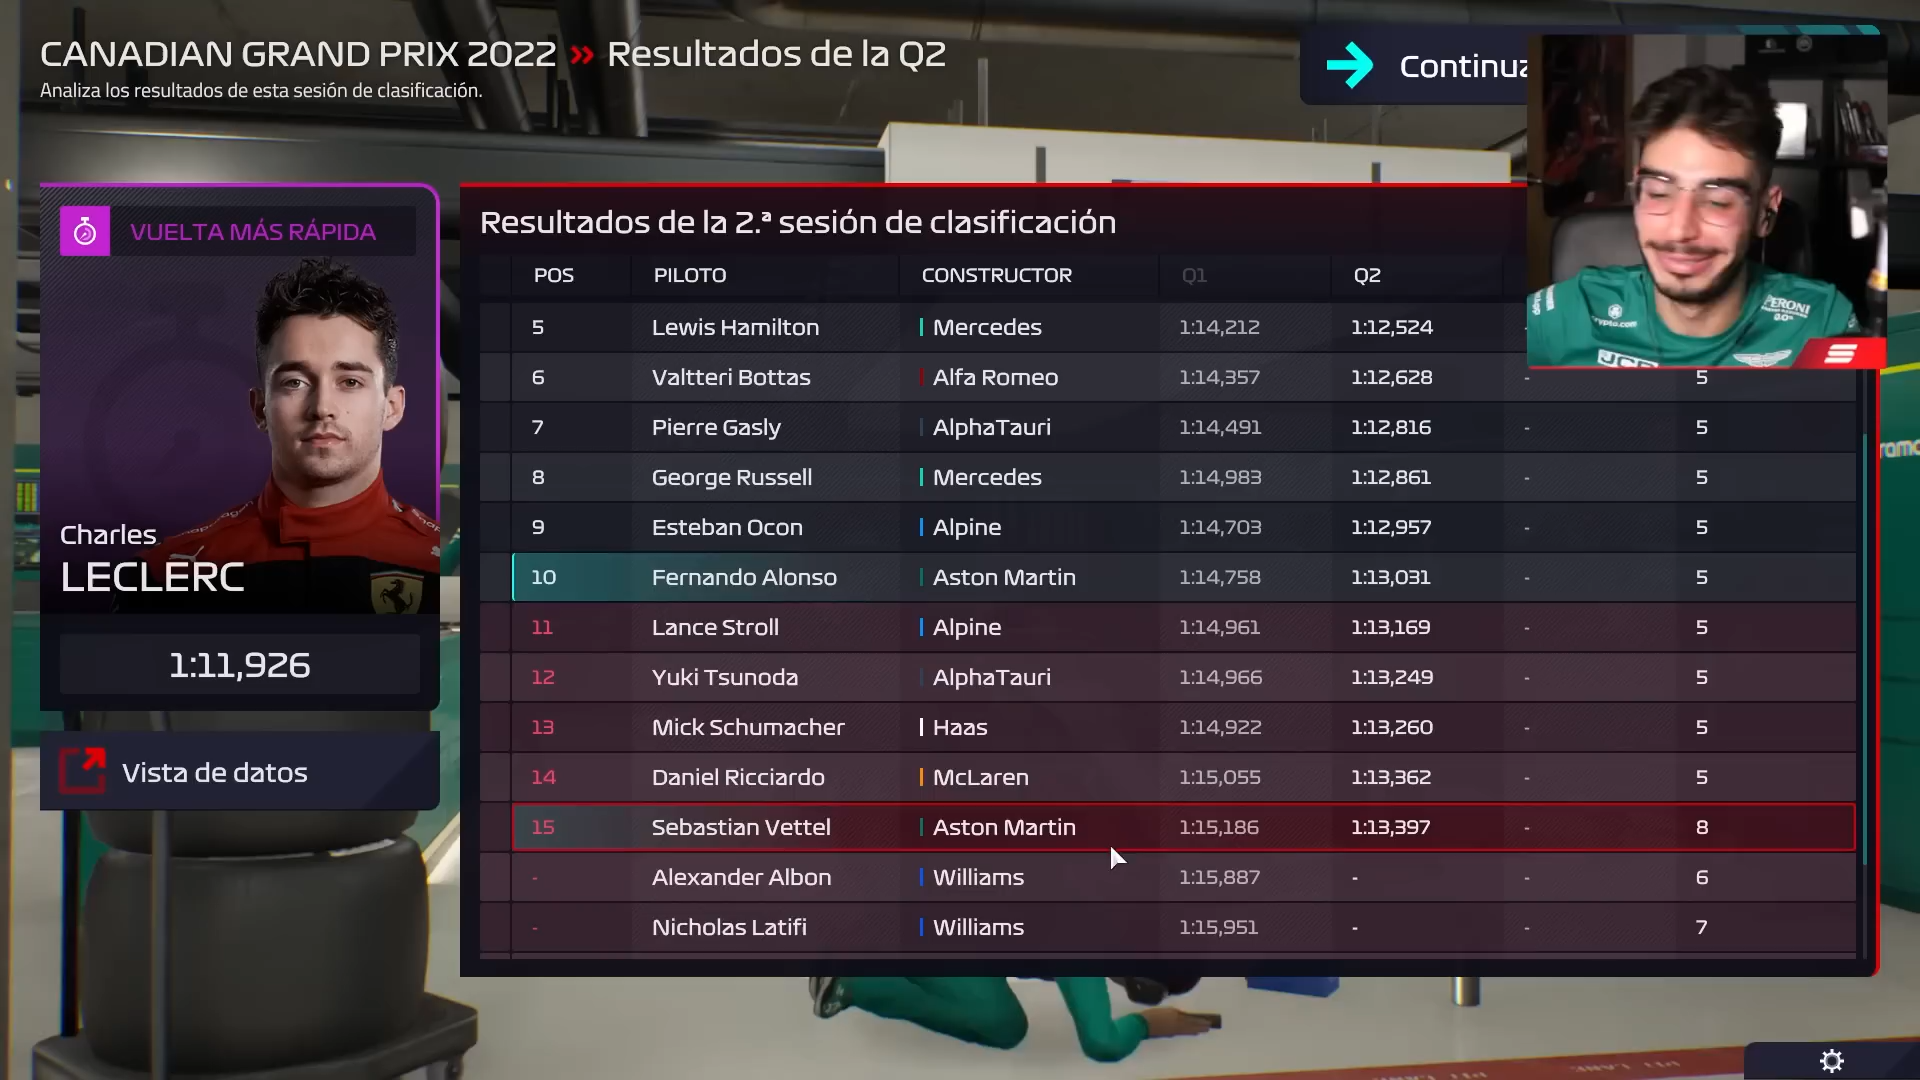 CANADIAN GRAND PRIX 2022 » Resultados de la Q2
Analiza los resultados de esta sesión de clasificación.
Continua
VUELTA MÁS RÁPIDA
Charles
LECLERC
1:11,926
Vista de datos
Resultados de la 2.ª sesión de clasificación
POS PILOTO CONSTRUCTOR Q1 Q2
5 Lewis Hamilton Mercedes 1:14,212 1:12,524 -
6 Valtteri Bottas Alfa Romeo 1:14,357 1:12,628 - 5
7 Pierre Gasly AlphaTauri 1:14,491 1:12,816 - 5
8 George Russell Mercedes 1:14,983 1:12,861 - 5
9 Esteban Ocon Alpine 1:14,703 1:12,957 - 5
10 Fernando Alonso Aston Martin 1:14,758 1:13,031 - 5
11 Lance Stroll Alpine 1:14,961 1:13,169 - 5
12 Yuki Tsunoda AlphaTauri 1:14,966 1:13,249 - 5
13 Mick Schumacher Haas 1:14,922 1:13,260 - 5
14 Daniel Ricciardo McLaren 1:15,055 1:13,362 - 5
15 Sebastian Vettel Aston Martin 1:15,186 1:13,397 - 8
- Alexander Albon Williams 1:15,887 - - 6
- Nicholas Latifi Williams 1:15,951 - - 7
crypto.com
PERONI
0.0%
JCB